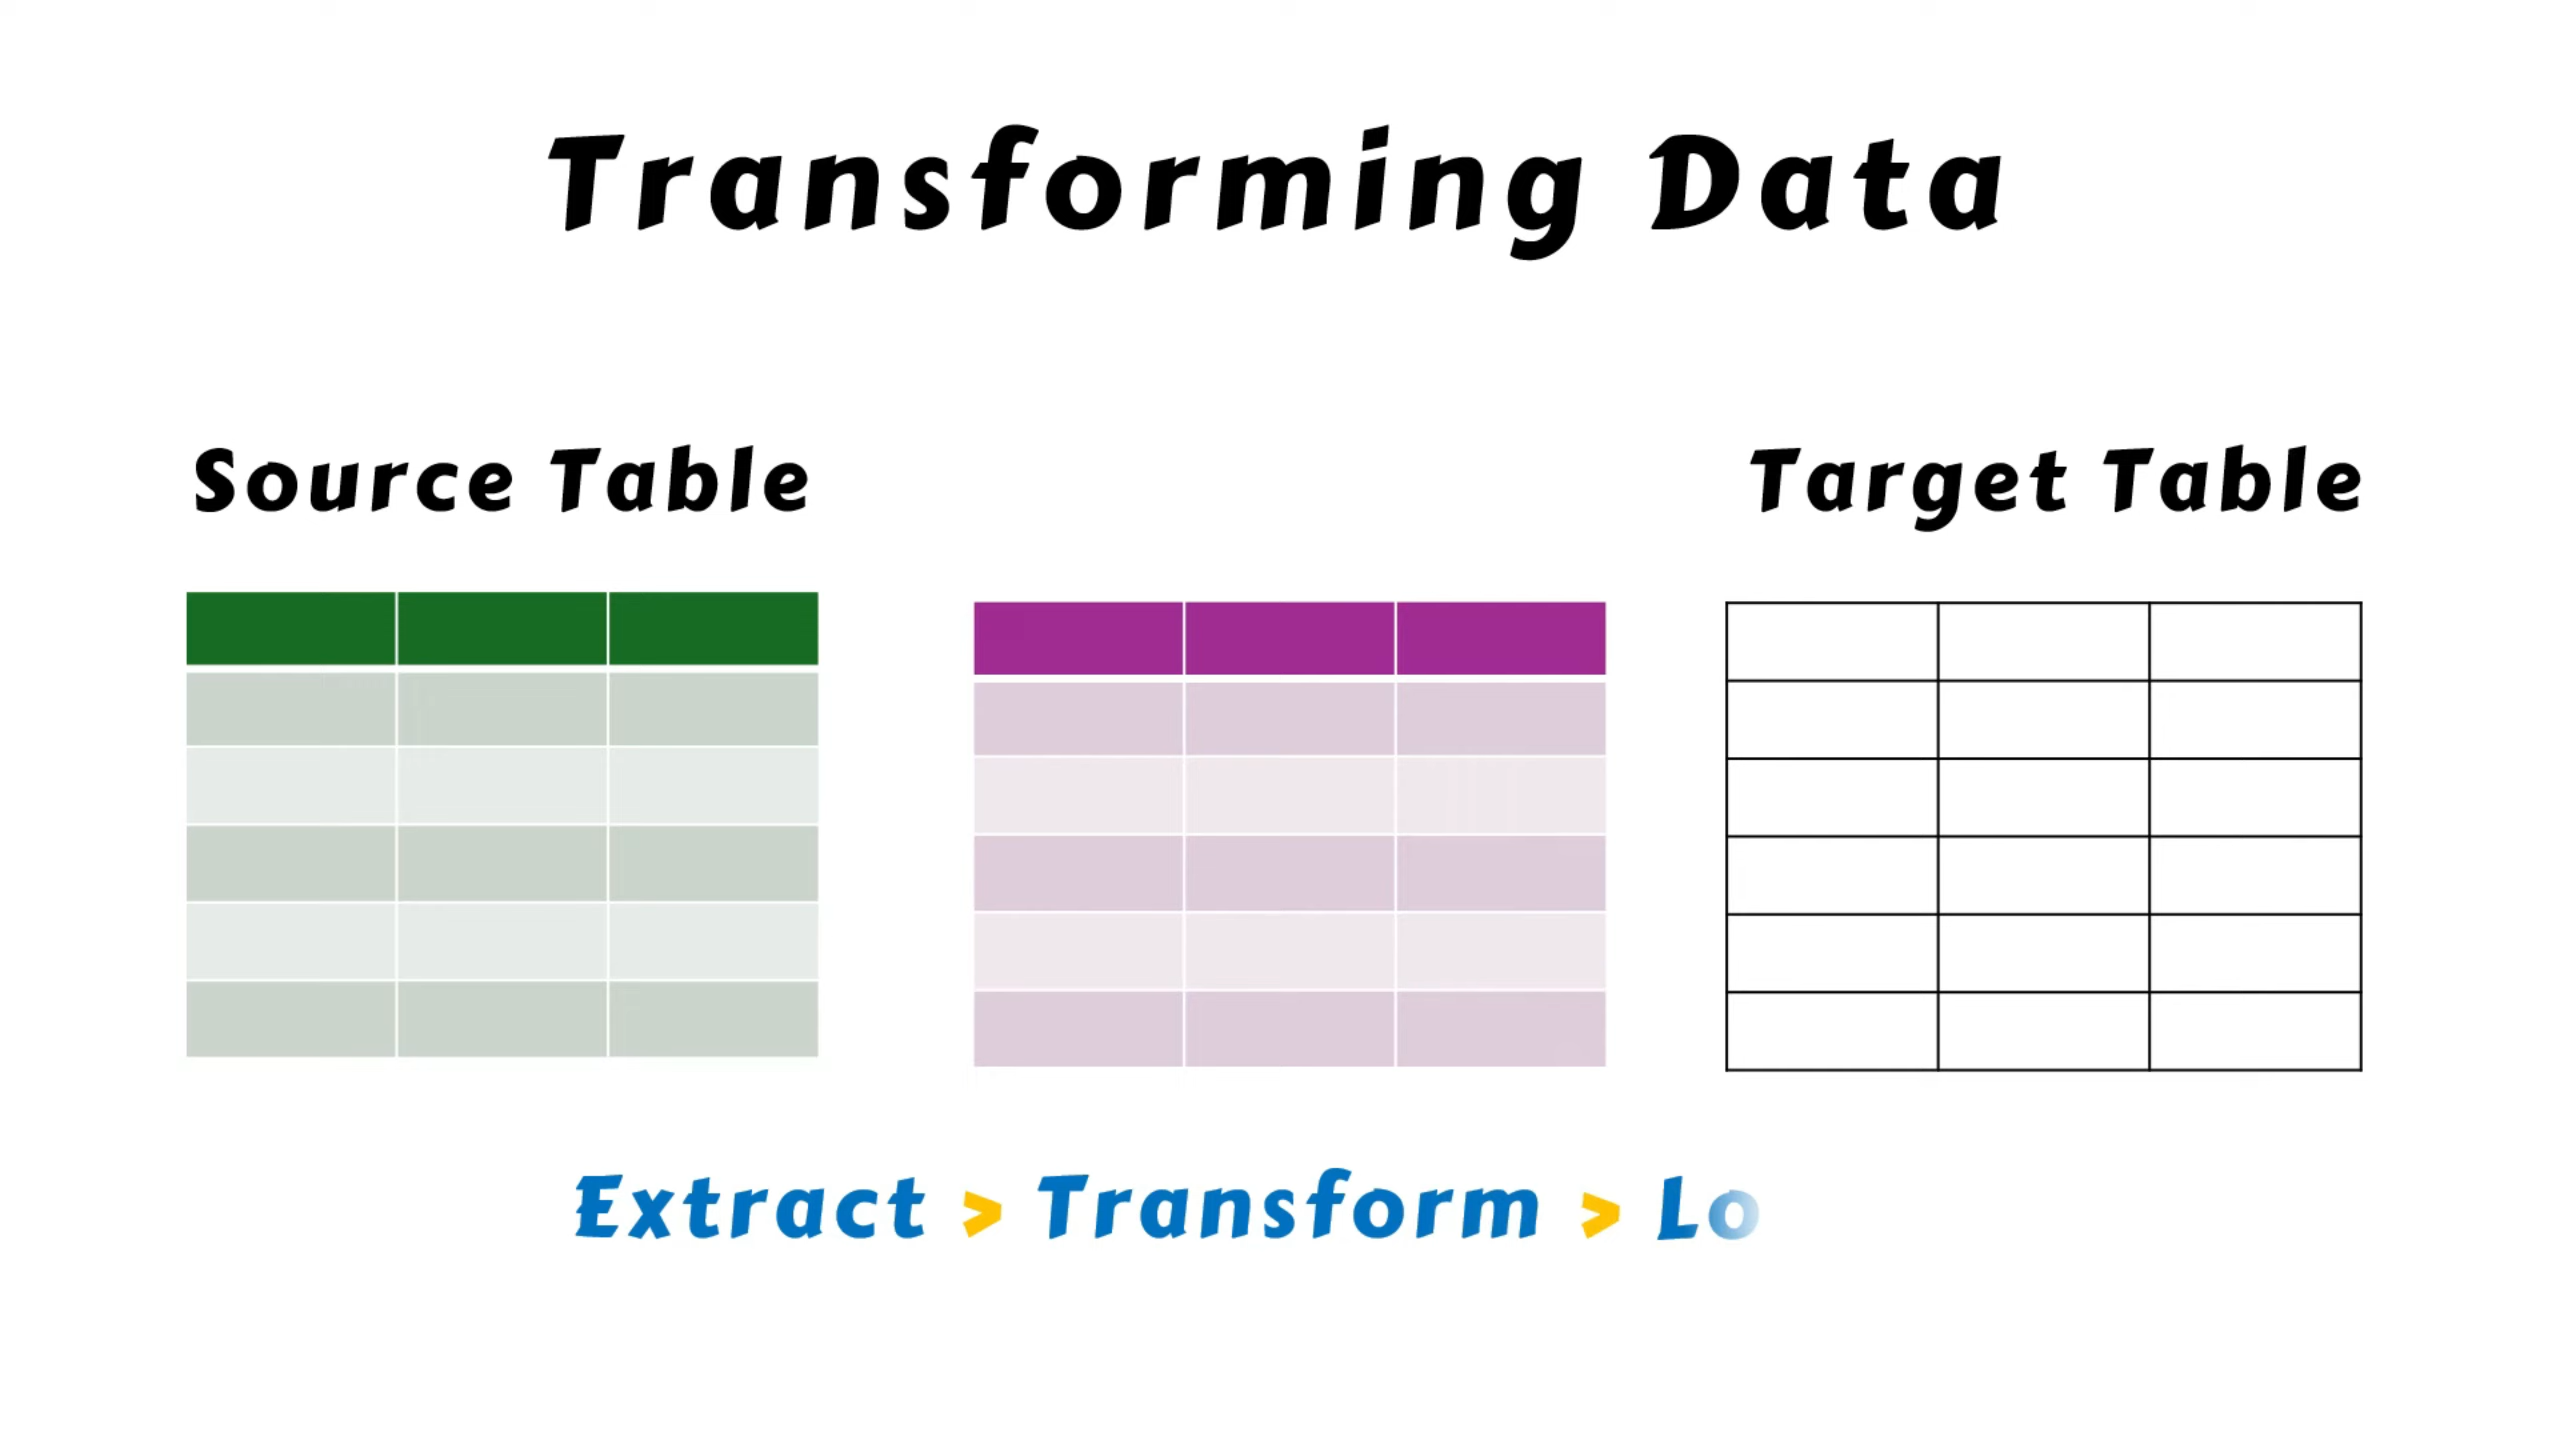 Transforming Data
Source Table
Target Table
Extract > Transform > Lo